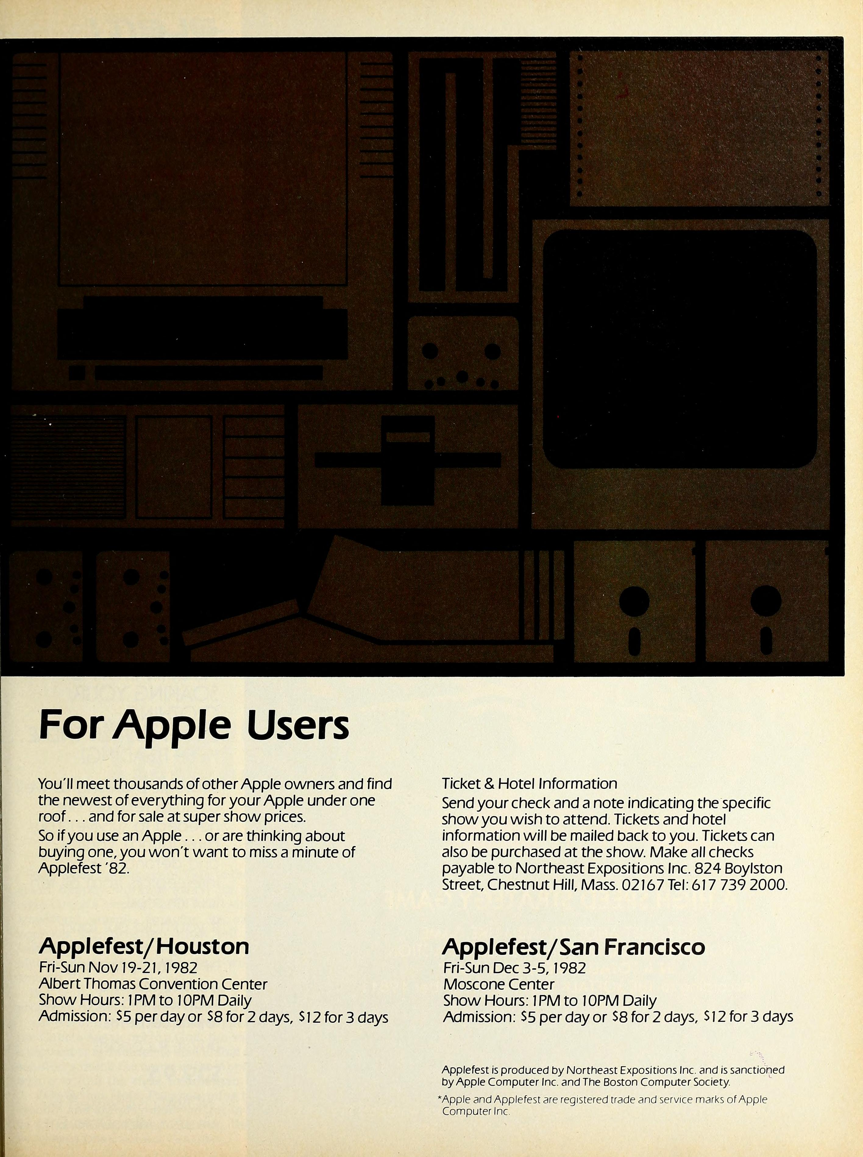 For Apple Users
You'll meet thousands of other Apple owners and find
the newest of everything for your Apple under one
roof... and for sale at super show prices.
So if you use an Apple... or are thinking about
buying one, you won't want to miss a minute of
Applefest '82.
Ticket & Hotel Information
Send your check and a note indicating the specific
show you wish to attend. Tickets and hotel
information will be mailed back to you. Tickets can
also be purchased at the show. Make all checks
payable to Northeast Expositions Inc. 824 Boylston
Street, Chestnut Hill, Mass. 02167 Tel: 617 739 2000.
Applefest/Houston
Fri-Sun Nov 19-21, 1982
Albert Thomas Convention Center
Show Hours: 1PM to 10PM Daily
Admission: $5 per day or $8 for 2 days, $12 for 3 days
Applefest/San Francisco
Fri-Sun Dec 3-5, 1982
Moscone Center
Show Hours: 1PM to 10PM Daily
Admission: $5 per day or $8 for 2 days, $12 for 3 days
Applefest is produced by Northeast Expositions Inc. and is sanctioned
by Apple Computer Inc. and The Boston Computer Society.
*Apple and Applefest are registered trade and service marks of Apple
Computer Inc.